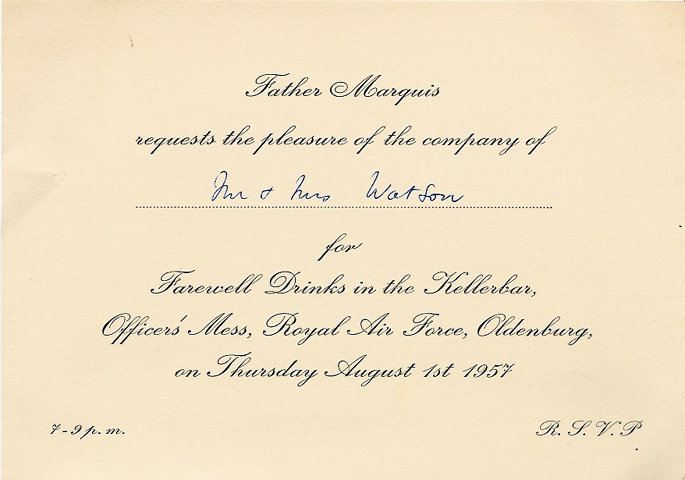 Father Marquis
requests the pleasure of the company of
Mr & Mrs Watson
for
Farewell Drinks in the Kellerbar,
Officers' Mess, Royal Air Force, Oldenburg,
on Thursday August 1st 1957
7-9 p.m. R. S. V. P.